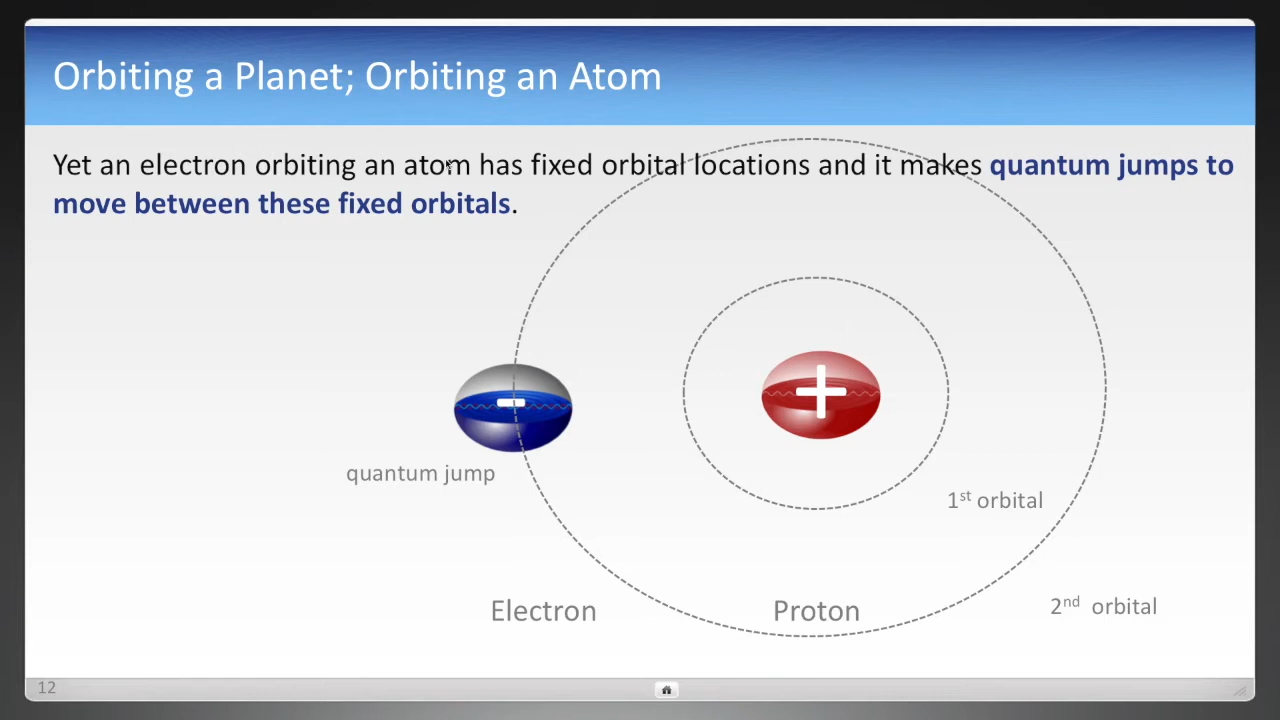 Orbiting a Planet; Orbiting an Atom
Yet an electron orbiting an atom has fixed orbital locations and it makes quantum jumps to
move between these fixed orbitals.
quantum jump
1st orbital
Electron
Proton
2nd orbital
12